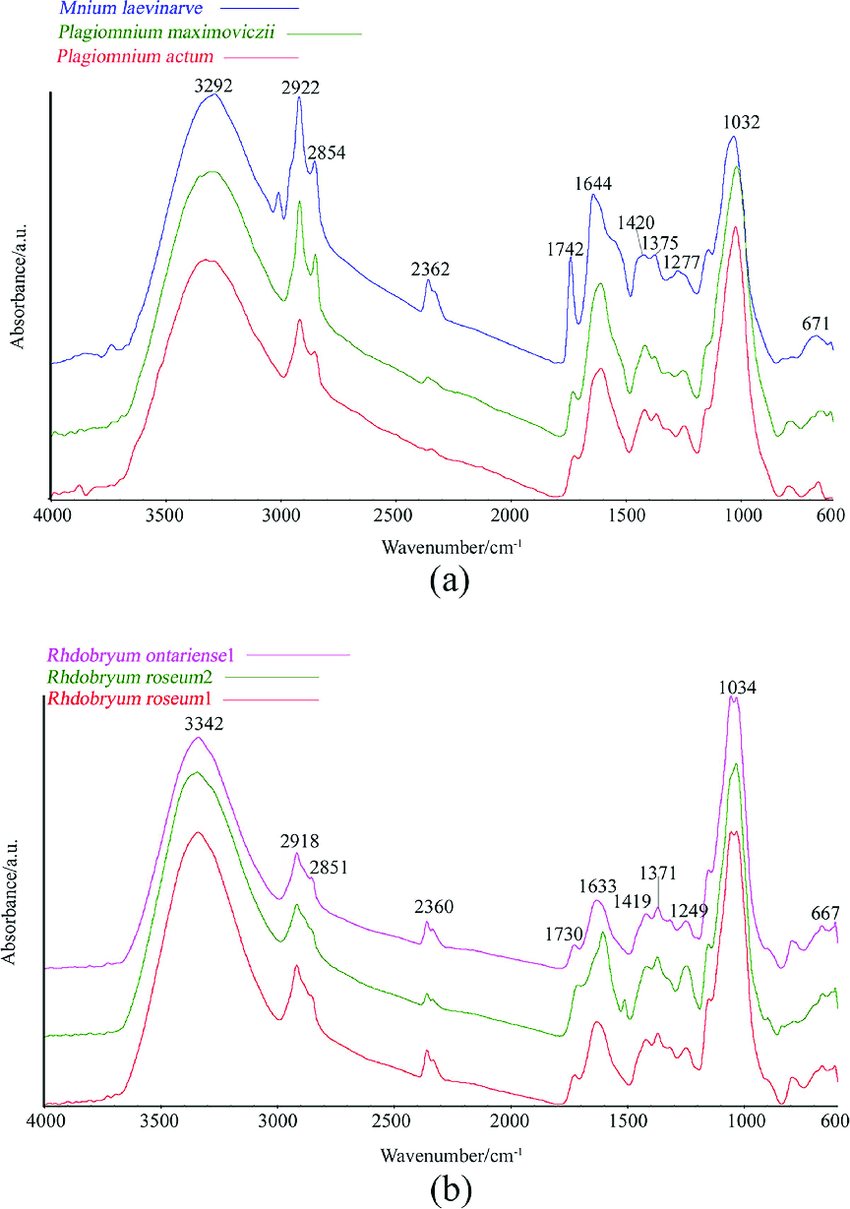 Mnium laevinarve
Plagiomnium maximoviczii
Plagiomnium actum
3292
2922
2854
2362
1742
1644
1420
1375
1277
1032
671
Absorbance/a.u.
4000 3500 3000 2500 2000 1500 1000 600
Wavenumber/cm-1
(a)
Rhdobryum ontariense1
Rhdobryum roseum2
Rhdobryum roseum1
3342
2918
2851
2360
1730
1633
1419
1371
1249
1034
667
Absorbance/a.u.
4000 3500 3000 2500 2000 1500 1000 600
Wavenumber/cm-1
(b)